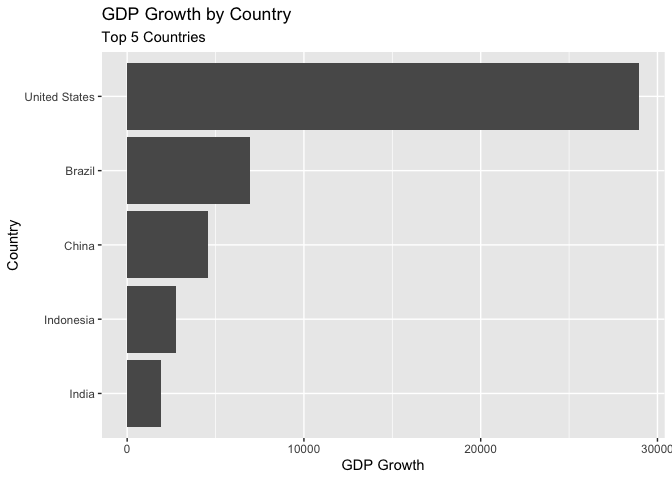 GDP Growth by Country
Top 5 Countries
Country
United States
Brazil
China
Indonesia
India
0 10000 20000 30000
GDP Growth